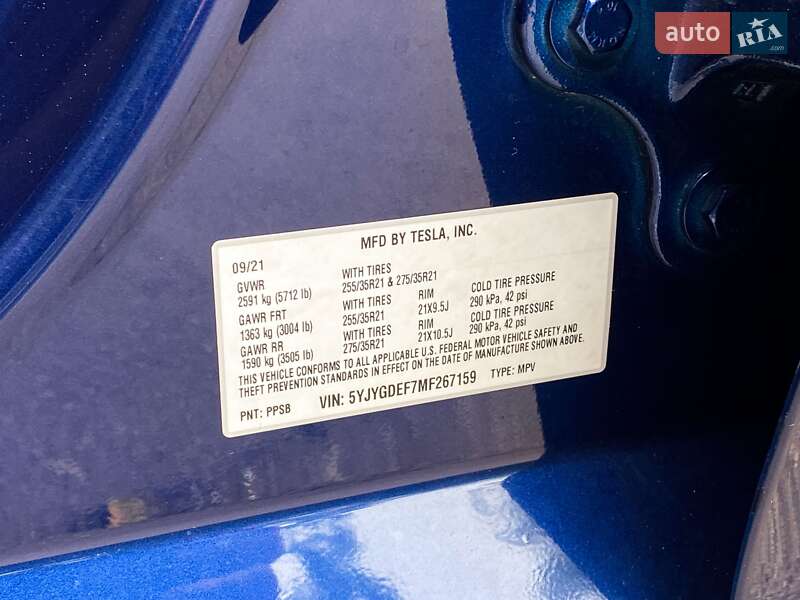 auto RIA.com
MFD BY TESLA, INC.
09/21
GVWR WITH TIRES
2591 kg (5712 lb) 255/35R21 & 275/35R21
GAWR FRT WITH TIRES RIM COLD TIRE PRESSURE
1363 kg (3004 lb) 255/35R21 21X9.5J 290 kPa, 42 psi
GAWR RR WITH TIRES RIM COLD TIRE PRESSURE
1590 kg (3505 lb) 275/35R21 21X10.5J 290 kPa, 42 psi
THIS VEHICLE CONFORMS TO ALL APPLICABLE U.S. FEDERAL MOTOR VEHICLE SAFETY AND
THEFT PREVENTION STANDARDS IN EFFECT ON THE DATE OF MANUFACTURE SHOWN ABOVE.
PNT: PPSB VIN: 5YJYGDEF7MF267159 TYPE: MPV